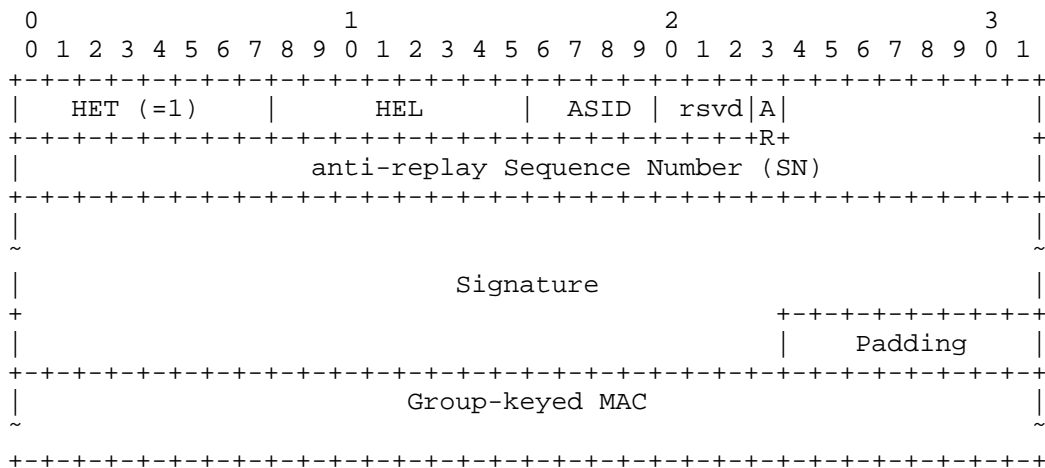 0                   1                   2                   3
 0 1 2 3 4 5 6 7 8 9 0 1 2 3 4 5 6 7 8 9 0 1 2 3 4 5 6 7 8 9 0 1
+-+-+-+-+-+-+-+-+-+-+-+-+-+-+-+-+-+-+-+-+-+-+-+-+-+-+-+-+-+-+-+-+
|   HET (=1)    |      HEL      |  ASID | rsvd|A|               |
+-+-+-+-+-+-+-+-+-+-+-+-+-+-+-+-+-+-+-+-+-+-+-+R+               +
|                  anti-replay Sequence Number (SN)             |
+-+-+-+-+-+-+-+-+-+-+-+-+-+-+-+-+-+-+-+-+-+-+-+-+-+-+-+-+-+-+-+-+
|                                                               |
~                                                               ~
|                           Signature                           |
+                                               +-+-+-+-+-+-+-+-+
|                                               |    Padding    |
+-+-+-+-+-+-+-+-+-+-+-+-+-+-+-+-+-+-+-+-+-+-+-+-+-+-+-+-+-+-+-+-+
|                        Group-keyed MAC                        |
~                                                               ~
+-+-+-+-+-+-+-+-+-+-+-+-+-+-+-+-+-+-+-+-+-+-+-+-+-+-+-+-+-+-+-+-+